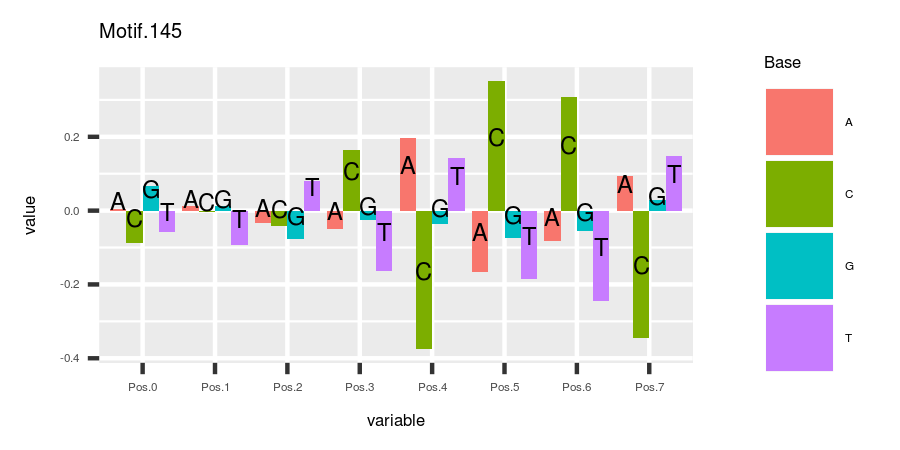 Motif.145
Base
A
C
G
T
value
0.2
0.0
-0.2
-0.4
A C G T A C G T A C G T A C G T A C G T A C G T A C G T A C G T
Pos.0 Pos.1 Pos.2 Pos.3 Pos.4 Pos.5 Pos.6 Pos.7
variable